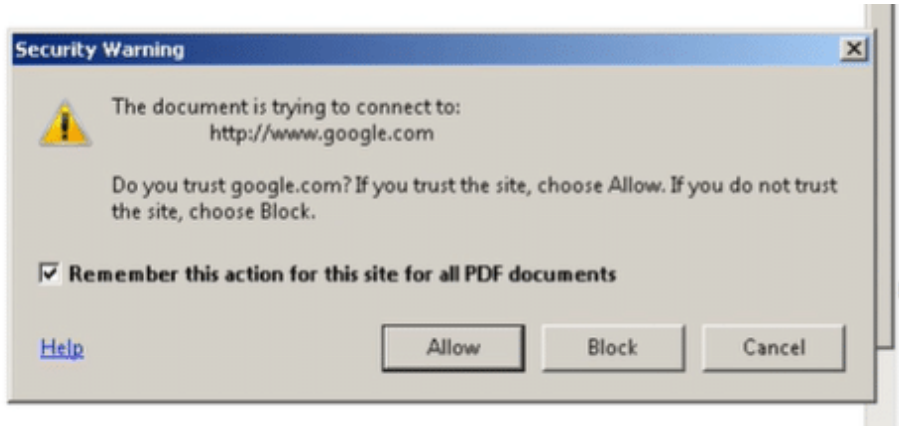 Security Warning
The document is trying to connect to:
http://www.google.com
Do you trust google.com? If you trust the site, choose Allow. If you do not trust
the site, choose Block.
Remember this action for this site for all PDF documents
Help
Allow
Block
Cancel